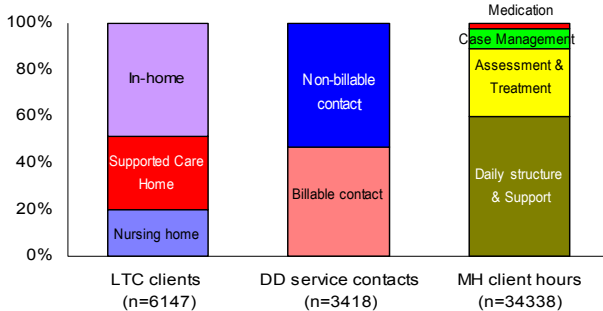 Medication
100%
80%
60%
40%
20%
0%
In-home
Supported Care
Home
Nursing home
Non-billable
contact
Billable contact
Case Management
Assessment &
Treatment
Daily structure
& Support
LTC clients
(n=6147)
DD service contacts
(n=3418)
MH client hours
(n=34338)